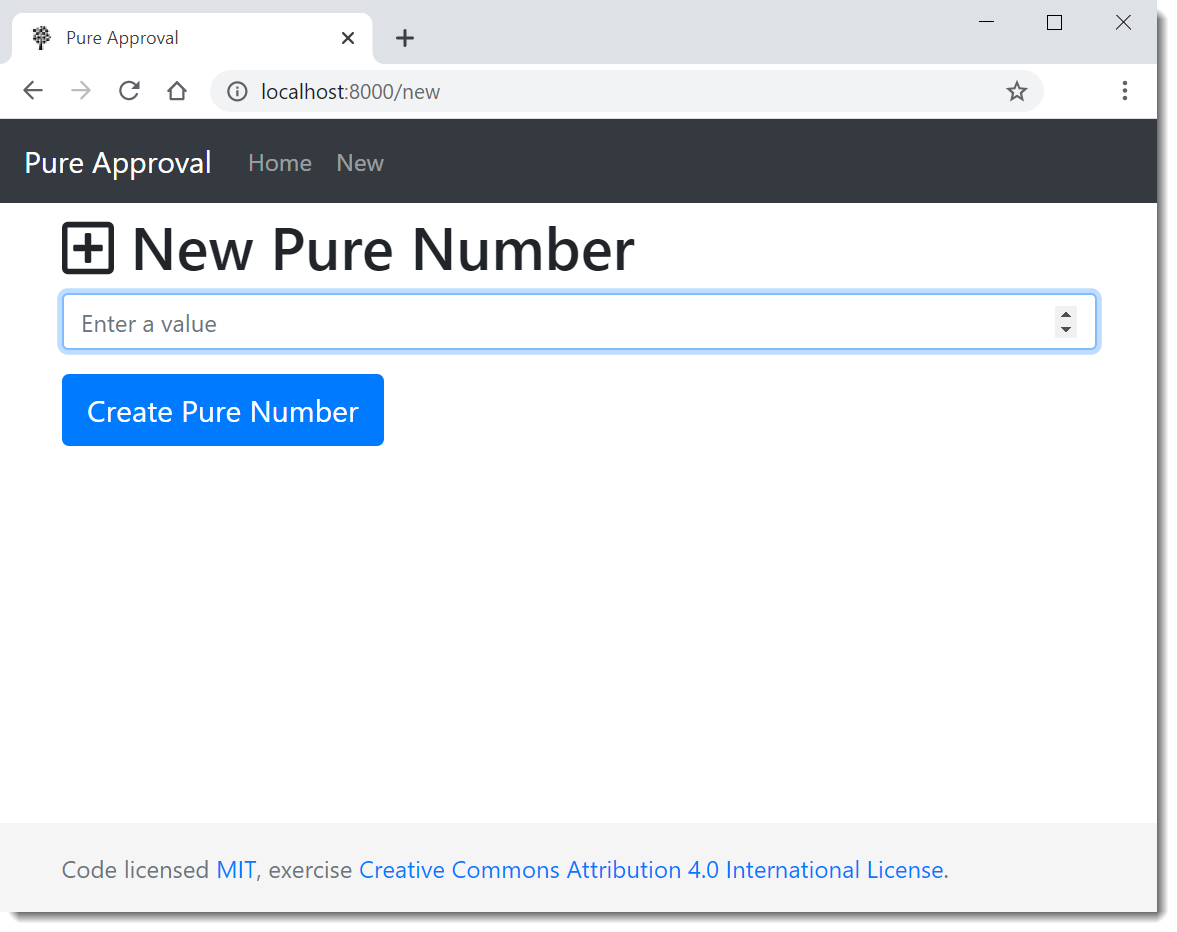 Pure Approval
localhost:8000/new
Pure Approval Home New
New Pure Number
Enter a value
Create Pure Number
Code licensed MIT, exercise Creative Commons Attribution 4.0 International License.